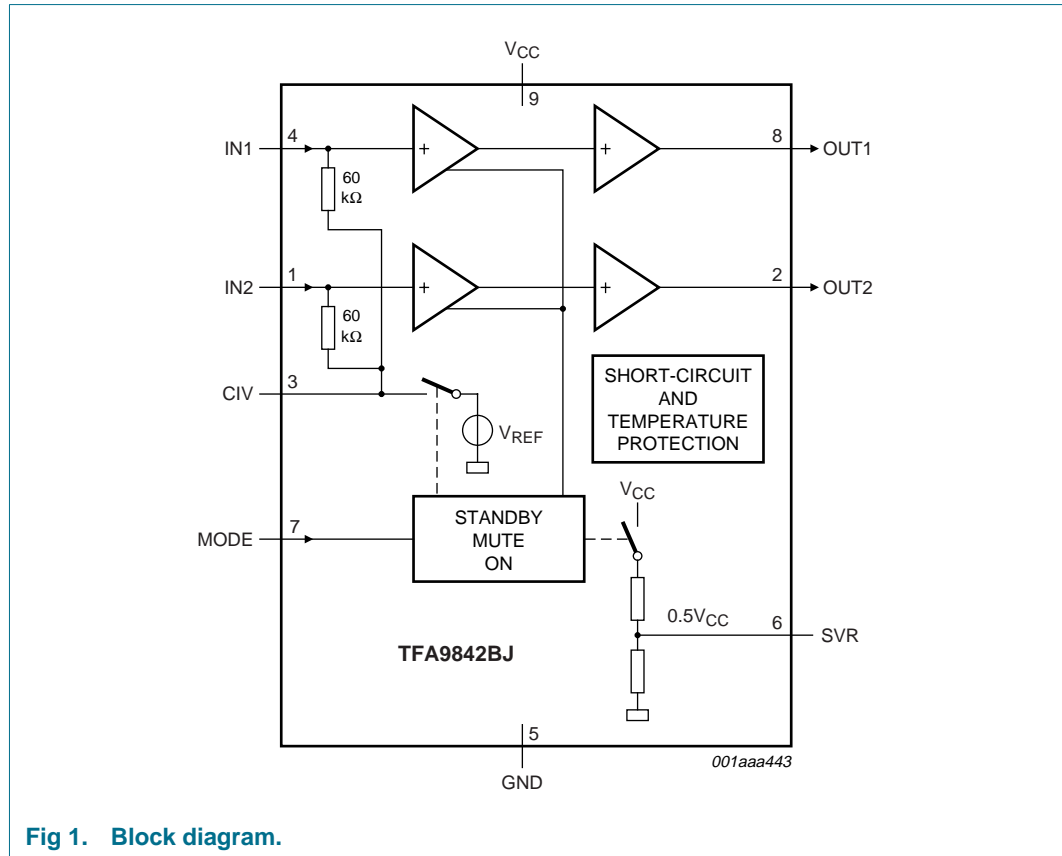 VCC
9
IN1
4
60
kΩ
+
+
8
OUT1
IN2
1
60
kΩ
+
+
2
OUT2
CIV
3
VREF
SHORT-CIRCUIT
AND
TEMPERATURE
PROTECTION
MODE
7
STANDBY
MUTE
ON
VCC
0.5VCC
6
SVR
TFA9842BJ
5
GND
001aaa443
Fig 1. Block diagram.